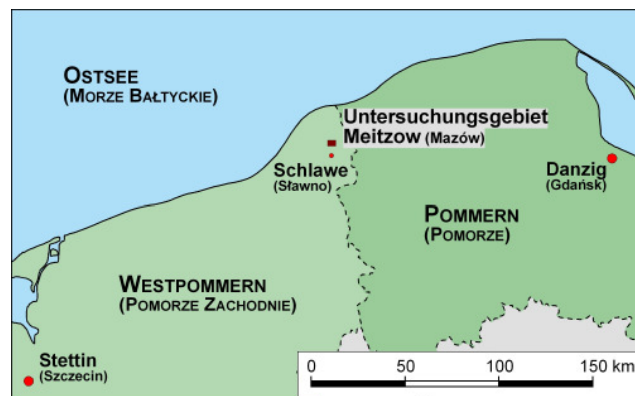 OSTSEE
(MORZE BAŁTYCKIE)
Untersuchungsgebiet
Meitzow (Mazów)
Schlawe
(Sławno)
Danzig
(Gdańsk)
POMMERN
(POMORZE)
WESTPOMMERN
(POMORZE ZACHODNIE)
Stettin
(Szczecin)
0 50 100 150 km